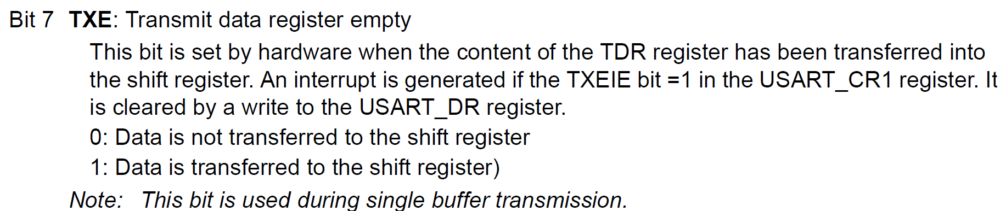 Bit 7 TXE: Transmit data register empty
This bit is set by hardware when the content of the TDR register has been transferred into
the shift register. An interrupt is generated if the TXEIE bit =1 in the USART_CR1 register. It
is cleared by a write to the USART_DR register.
0: Data is not transferred to the shift register
1: Data is transferred to the shift register)
Note: This bit is used during single buffer transmission.